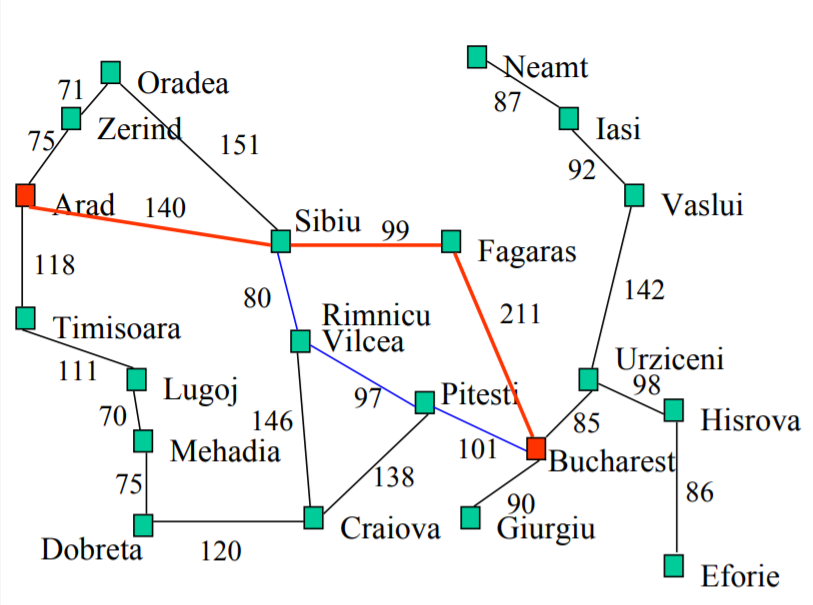 Neamt
71
Oradea
87
Zerind
Iasi
75
151
92
Arad
140
Vaslui
Sibiu
99
Fagaras
118
142
80
Rimnicu
Vilcea
211
Timisoara
Urziceni
111
98
Lugoj
97
Pitesti
70
146
85
Hisrova
Mehadia
101
Bucharest
75
138
86
90
Craiova
Giurgiu
Dobreta
120
Eforie